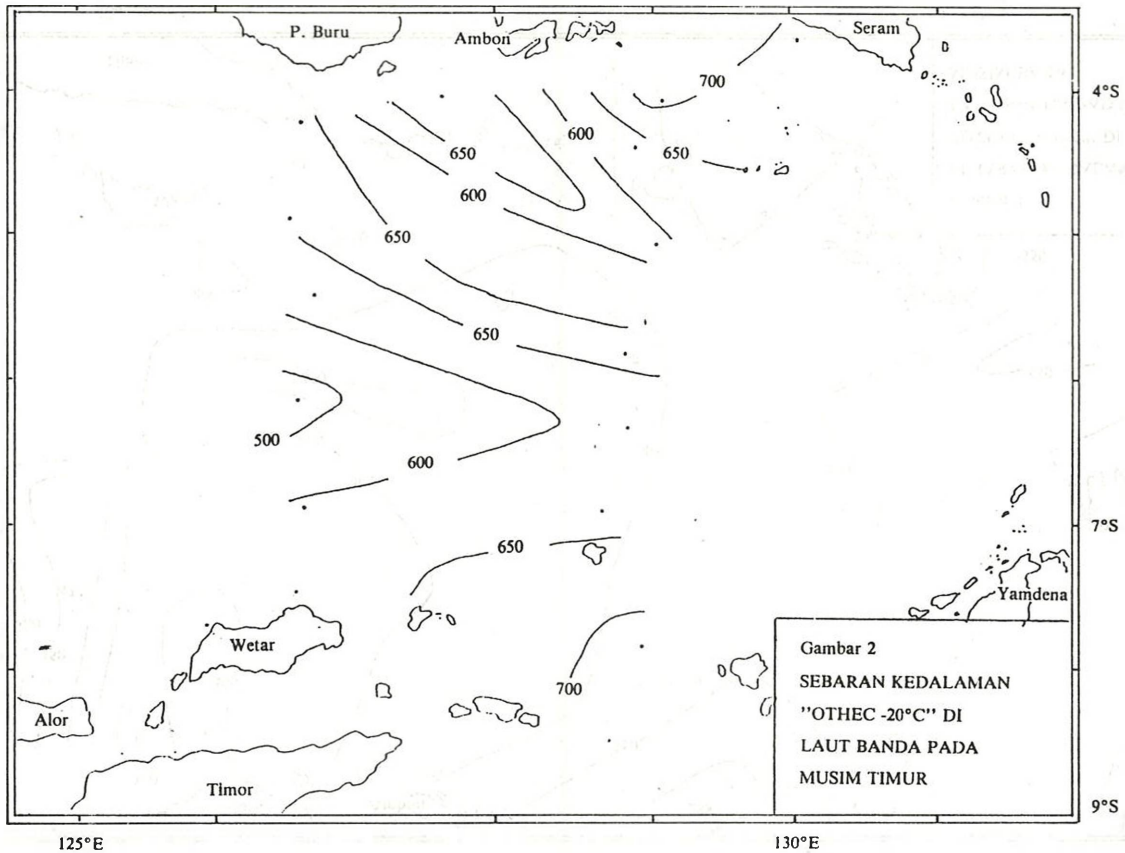 P. Buru
Ambon
Seram
4°S
700
600
650
650
600
650
650
500
600
7°S
650
Yamdena
Wetar
700
Alor
Timor
Gambar 2
SEBARAN KEDALAMAN
"OTHEC -20°C" DI
LAUT BANDA PADA
MUSIM TIMUR
9°S
125°E
130°E